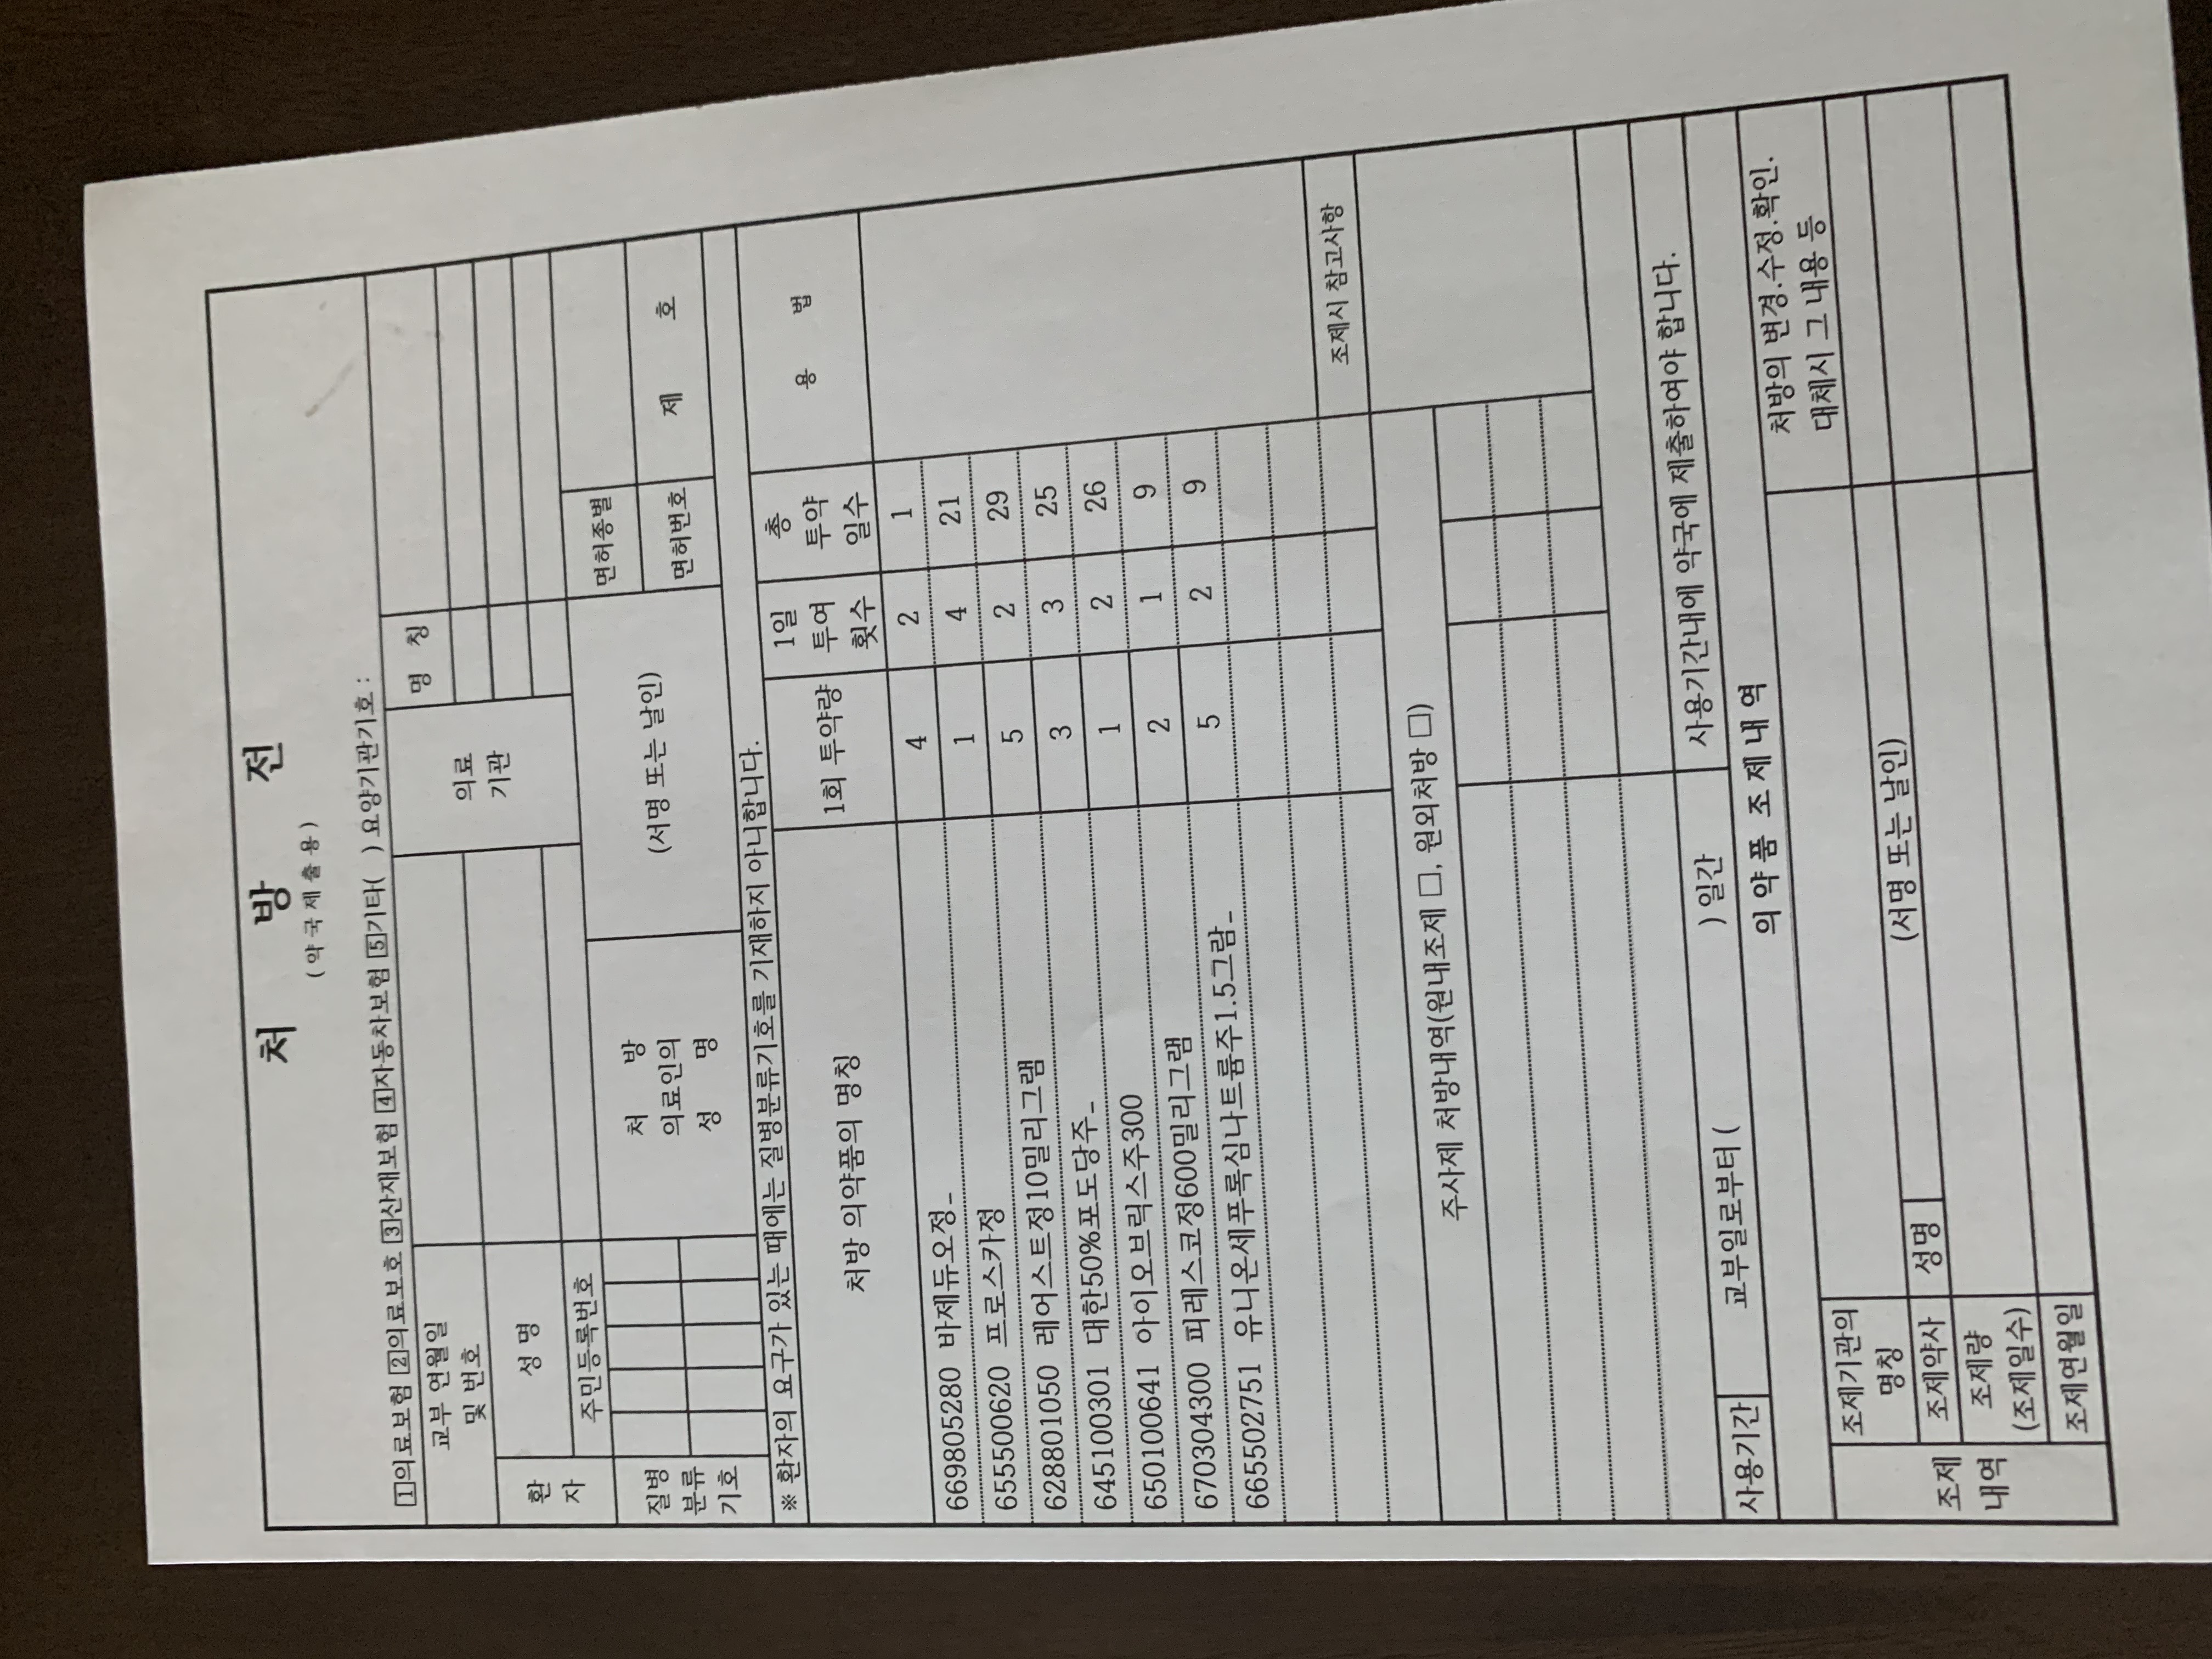 처 방 전
(약국제출용)
1의료보험 2의료보호 3산재보험 4자동차보험 5기타( ) 요양기관기호 :
교부 연월일 및 번호
의료 기관
명 칭
환 자
성 명
주민등록번호
질병 분류 기호
처 방 의료인의 성 명
(서명 또는 날인)
면허종별
면허번호 제 호
※ 환자의 요구가 있는 때에는 질병분류기호를 기재하지 아니합니다.
처방 의약품의 명칭 1회 투약량 1일 투여 횟수 총 투약 일수 용 법
669805280 바제듀오정_ 4 2 1
655500620 프로스카정 1 4 21
628801050 레어스트정10밀리그램 5 2 29
645100301 대한50%포도당주_ 3 3 25
650100641 아이오브릭스주300 1 2 26
670304300 피레스코정600밀리그램 2 1 9
665502751 유니온세푸록심나트륨주1.5그람_ 5 2 9
조제시 참고사항
주사제 처방내역(원내조제 □, 원외처방 □)
사용기간 교부일로부터 ( ) 일간 사용기간내에 약국에 제출하여야 합니다.
의약품 조제내역
처방의 변경.수정.확인.
대체시 그 내용 등
조제 내역
조제기관의 명칭
조제약사 성명 (서명 또는 날인)
조제량
(조제일수)
조제연월일